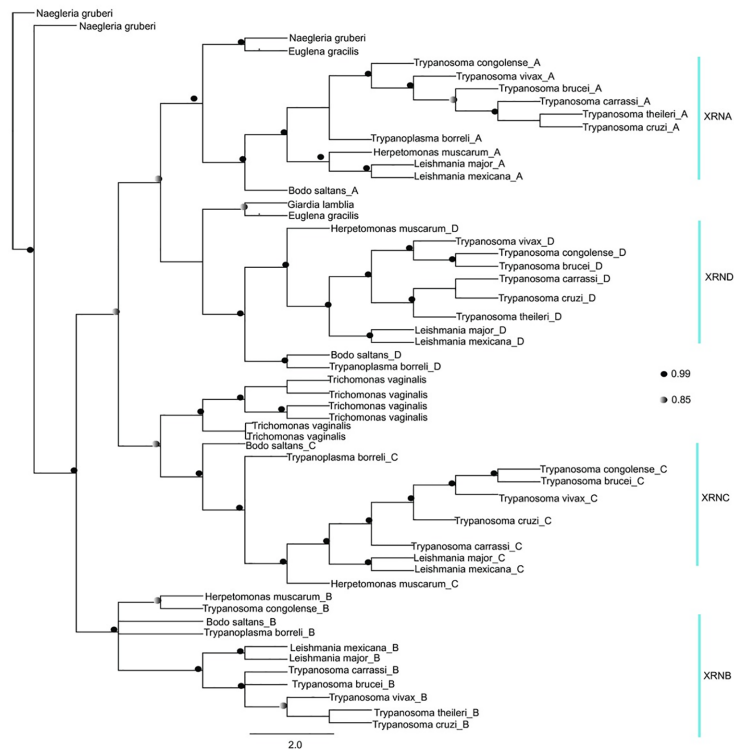 Naegleria gruberi
Naegleria gruberi
Naegleria gruberi
Euglena gracilis
Trypanosoma congolense_A
Trypanosoma vivax_A
Trypanosoma brucei_A
Trypanosoma carrassi_A
Trypanosoma theileri_A
Trypanosoma cruzi_A
XRNA
Trypanoplasma borreli_A
Herpetomonas muscarum_A
Leishmania major_A
Leishmania mexicana_A
Bodo saltans_A
Giardia lamblia
Euglena gracilis
Herpetomonas muscarum_D
Trypanosoma vivax_D
Trypanosoma congolense_D
Trypanosoma brucei_D
Trypanosoma carrassi_D
XRND
Trypanosoma cruzi_D
Trypanosoma theileri_D
Leishmania major_D
Leishmania mexicana_D
Bodo saltans_D
Trypanoplasma borreli_D
Trichomonas vaginalis
0.99
Trichomonas vaginalis
0.85
Trichomonas vaginalis
Trichomonas vaginalis
Trichomonas vaginalis
Trichomonas vaginalis
Bodo saltans_C
Trypanoplasma borreli_C
Trypanosoma congolense_C
Trypanosoma brucei_C
Trypanosoma vivax_C
XRNC
Trypanosoma cruzi_C
Trypanosoma carrassi_C
Leishmania major_C
Leishmania mexicana_C
Herpetomonas muscarum_C
Herpetomonas muscarum_B
Trypanosoma congolense_B
Bodo saltans_B
Trypanoplasma borreli_B
Leishmania mexicana_B
Leishmania major_B
Trypanosoma carrassi_B
XRNB
Trypanosoma brucei_B
Trypanosoma vivax_B
Trypanosoma theileri_B
Trypanosoma cruzi_B
2.0